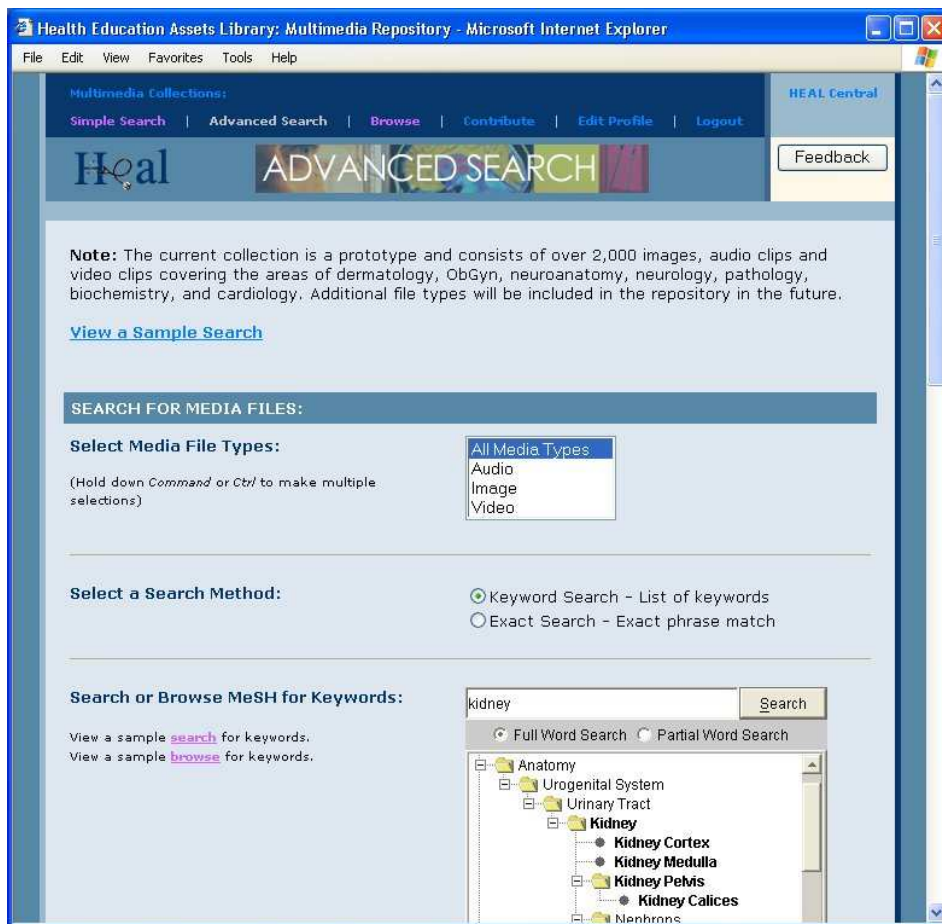 Health Education Assets Library: Multimedia Repository - Microsoft Internet Explorer
File Edit View Favorites Tools Help
Multimedia Collections:
HEAL Central
Simple Search | Advanced Search | Browse | Contribute | Edit Profile | Logout
Heal
ADVANCED SEARCH
Feedback
Note: The current collection is a prototype and consists of over 2,000 images, audio clips and
video clips covering the areas of dermatology, ObGyn, neuroanatomy, neurology, pathology,
biochemistry, and cardiology. Additional file types will be included in the repository in the future.
View a Sample Search
SEARCH FOR MEDIA FILES:
Select Media File Types:
(Hold down Command or Ctrl to make multiple
selections)
All Media Types
Audio
Image
Video
Select a Search Method:
Keyword Search - List of keywords
Exact Search - Exact phrase match
Search or Browse MeSH for Keywords:
View a sample search for keywords.
View a sample browse for keywords.
kidney
Search
Full Word Search Partial Word Search
Anatomy
Urogenital System
Urinary Tract
Kidney
Kidney Cortex
Kidney Medulla
Kidney Pelvis
Kidney Calices
Nephrons